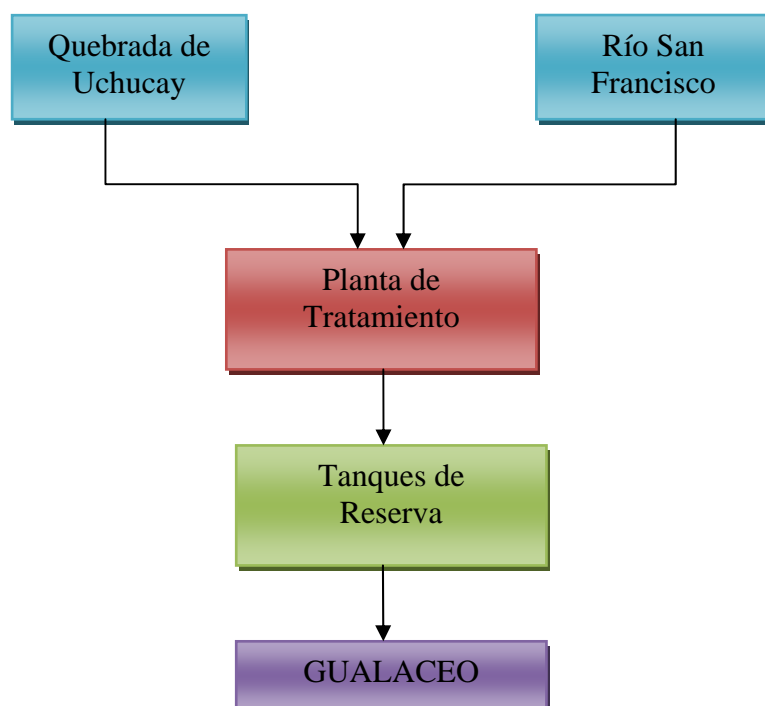 Quebrada de
Uchucay
Río San
Francisco
Planta de
Tratamiento
Tanques de
Reserva
GUALACEO